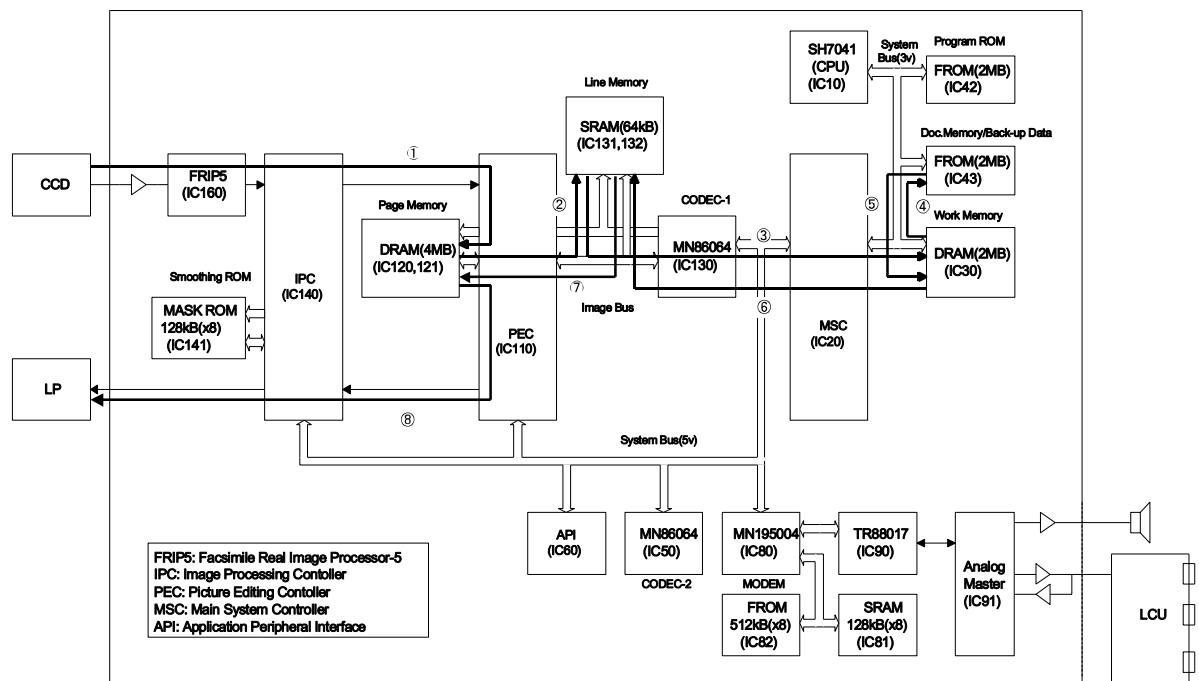 SH7041
(CPU)
(IC10)
System
Bus(3v)
Program ROM
FROM(2MB)
(IC42)
Line Memory
SRAM(64kB)
(IC131,132)
Doc.Memory/Back-up Data
FROM(2MB)
(IC43)
CCD
FRIP5
(IC160)
①
②
③
④
⑤
Page Memory
DRAM(4MB)
(IC120,121)
CODEC-1
MN86064
(IC130)
Work Memory
DRAM(2MB)
(IC30)
Smoothing ROM
MASK ROM
128kB(x8)
(IC141)
IPC
(IC140)
⑦
Image Bus
⑥
PEC
(IC110)
MSC
(IC20)
LP
⑧
System Bus(5v)
API
(IC60)
MN86064
(IC50)
CODEC-2
MN195004
(IC80)
MODEM
TR88017
(IC90)
FROM
512kB(x8)
(IC82)
SRAM
128kB(x8)
(IC81)
Analog
Master
(IC91)
LCU
FRIP5: Facsimile Real Image Processor-5
IPC: Image Processing Contoller
PEC: Picture Editing Contoller
MSC: Main System Controller
API: Application Peripheral Interface